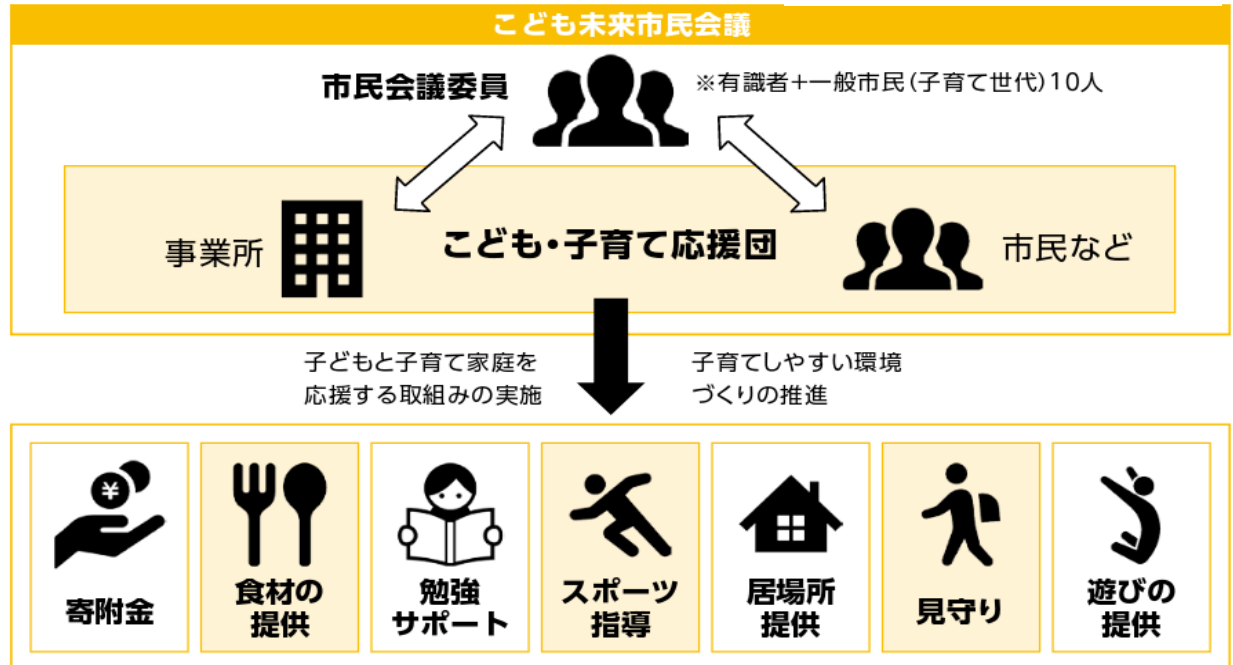 こども未来市民会議
市民会議委員
※有識者+一般市民(子育て世代)10人
事業所
こども・子育て応援団
市民など
子どもと子育て家庭を
応援する取組みの実施
子育てしやすい環境
づくりの推進
¥
寄附金
食材の
提供
勉強
サポート
スポーツ
指導
居場所
提供
見守り
遊びの
提供